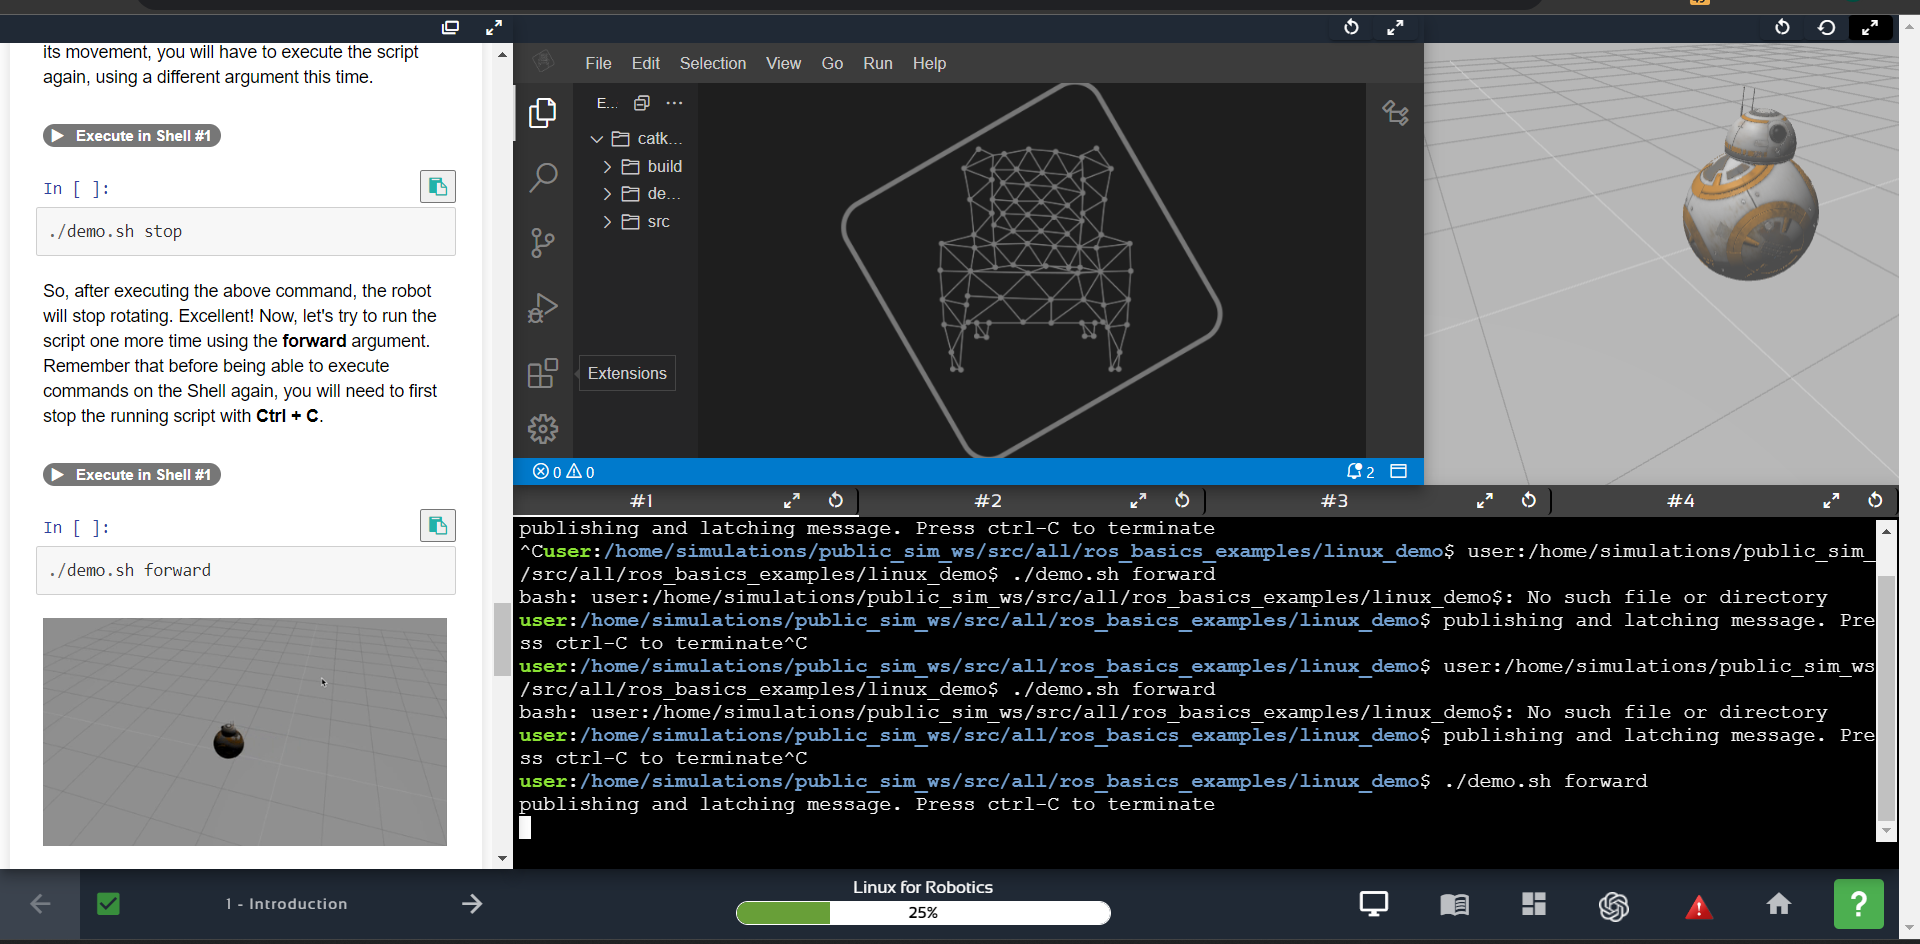 its movement, you will have to execute the script
again, using a different argument this time.
Execute in Shell #1
In [ ]:
./demo.sh stop
So, after executing the above command, the robot
will stop rotating. Excellent! Now, let's try to run the
script one more time using the forward argument.
Remember that before being able to execute
commands on the Shell again, you will need to first
stop the running script with Ctrl + C.
Execute in Shell #1
In [ ]:
./demo.sh forward
File Edit Selection View Go Run Help
E... ···
catk...
build
de...
src
Extensions
0 0 2
#1 #2 #3 #4
publishing and latching message. Press ctrl-C to terminate
^Cuser:/home/simulations/public_sim_ws/src/all/ros_basics_examples/linux_demo$ user:/home/simulations/public_sim_
/src/all/ros_basics_examples/linux_demo$ ./demo.sh forward
bash: user:/home/simulations/public_sim_ws/src/all/ros_basics_examples/linux_demo$: No such file or directory
user:/home/simulations/public_sim_ws/src/all/ros_basics_examples/linux_demo$ publishing and latching message. Pre
ss ctrl-C to terminate^C
user:/home/simulations/public_sim_ws/src/all/ros_basics_examples/linux_demo$ user:/home/simulations/public_sim_ws
/src/all/ros_basics_examples/linux_demo$ ./demo.sh forward
bash: user:/home/simulations/public_sim_ws/src/all/ros_basics_examples/linux_demo$: No such file or directory
user:/home/simulations/public_sim_ws/src/all/ros_basics_examples/linux_demo$ publishing and latching message. Pre
ss ctrl-C to terminate^C
user:/home/simulations/public_sim_ws/src/all/ros_basics_examples/linux_demo$ ./demo.sh forward
publishing and latching message. Press ctrl-C to terminate
1 - Introduction
Linux for Robotics
25%
?